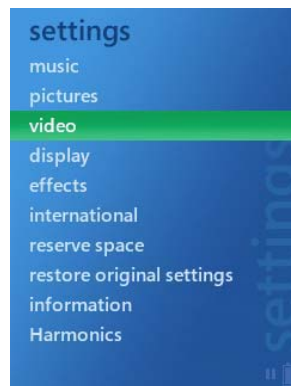 settings
music
pictures
video
display
effects
international
reserve space
restore original settings
information
Harmonics
settings